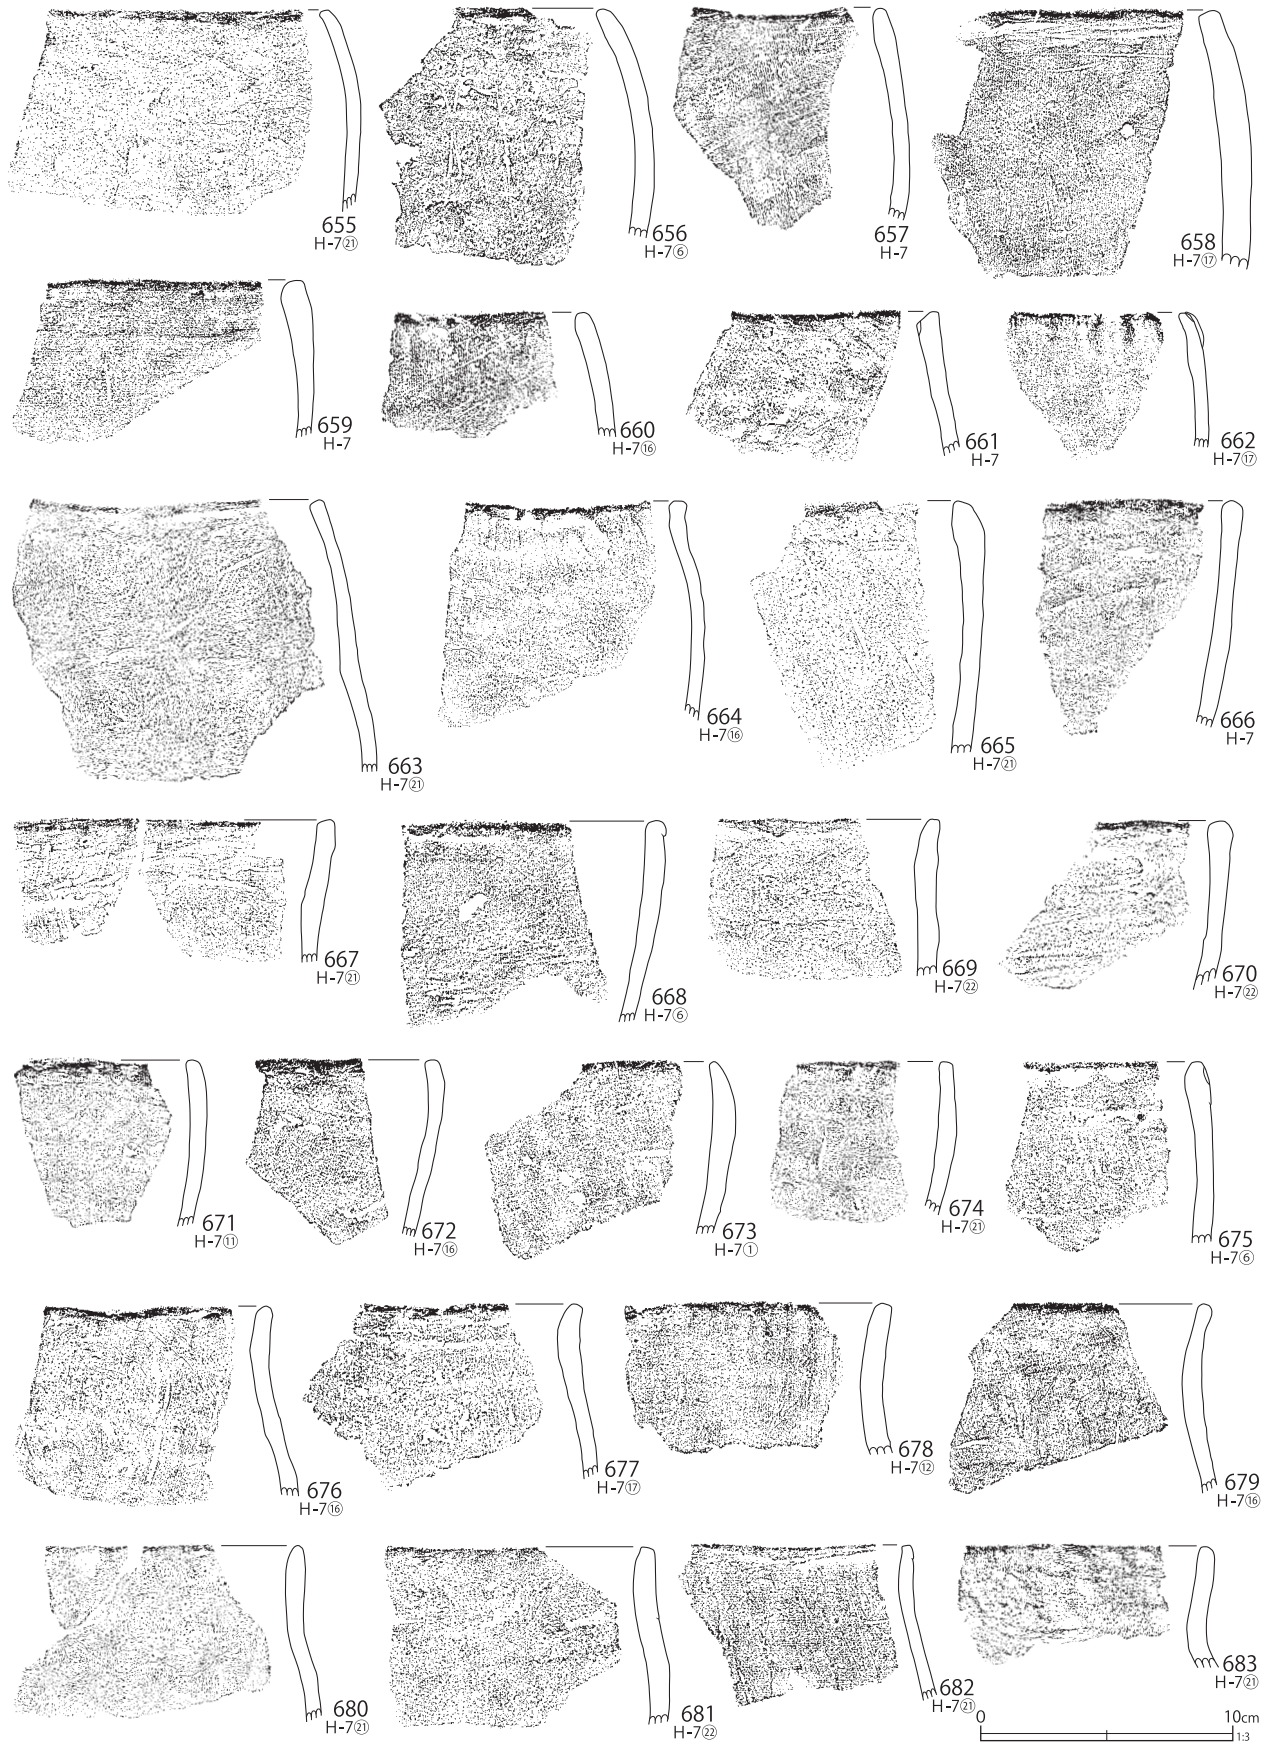 655
H-7㉑
656
H-7⑥
657
H-7
658
H-7⑰
659
H-7
660
H-7⑯
661
H-7
662
H-7⑰
663
H-7㉑
664
H-7⑯
665
H-7㉑
666
H-7
667
H-7㉑
668
H-7⑥
669
H-7㉒
670
H-7㉒
671
H-7⑪
672
H-7⑯
673
H-7①
674
H-7㉑
675
H-7⑥
676
H-7⑯
677
H-7⑰
678
H-7⑫
679
H-7⑯
680
H-7㉑
681
H-7㉒
682
H-7㉑
683
H-7㉑
0 10cm
1:3